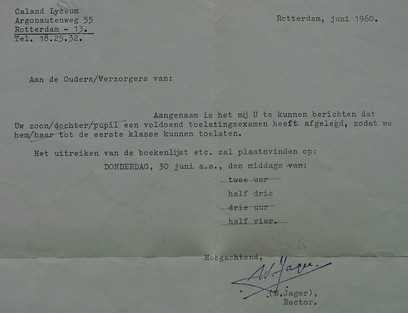 Caland Lyceum
Argonautenweg 55
Rotterdam - 13.
Tel. 18.25.32.
Rotterdam, juni 1960.
Aan de Ouders/Verzorgers van:
Aangenaam is het mij U te kunnen berichten dat
Uw zoon/dochter/pupil een voldoend toelatingsexamen heeft afgelegd, zodat we
hem/haar tot de eerste klasse kunnen toelaten.
Het uitreiken van de boekenlijst etc. zal plaatsvinden op:
DONDERDAG, 30 juni a.s., des middags van:
twee uur
half drie
drie uur
half vier.
Hoogachtend,
W Jager
(W.Jager),
Rector.